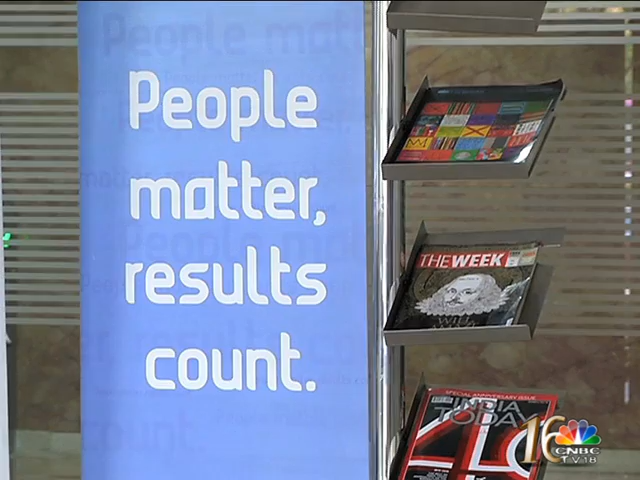 People
matter,
results
count.
THE WEEK
SPECIAL ANNIVERSARY ISSUE
INDIA
TODAY
16
CNBC
TV18